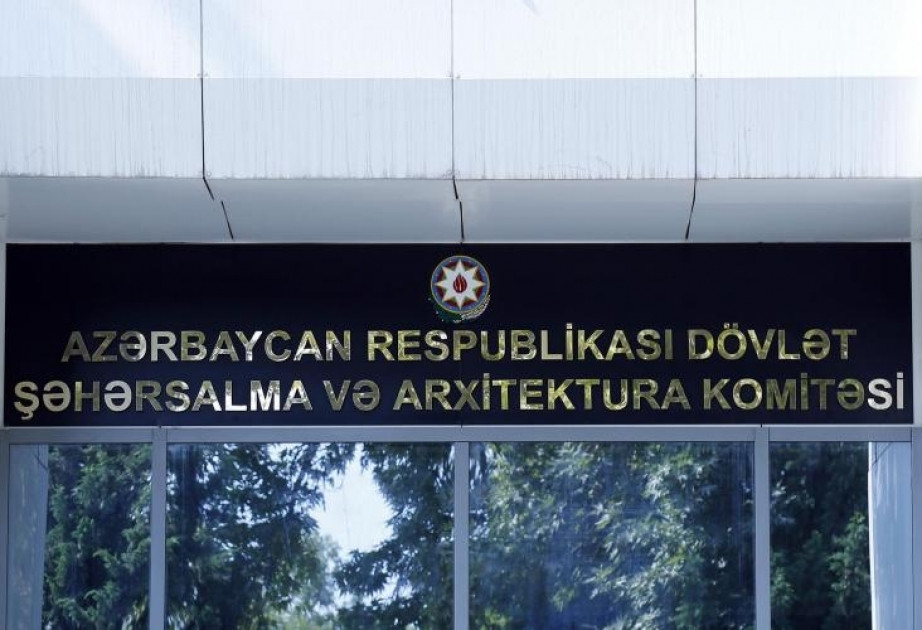 AZƏRBAYCAN RESPUBLİKASI DÖVLƏT
ŞƏHƏRSALMA VƏ ARXİTEKTURA KOMİTƏSİ